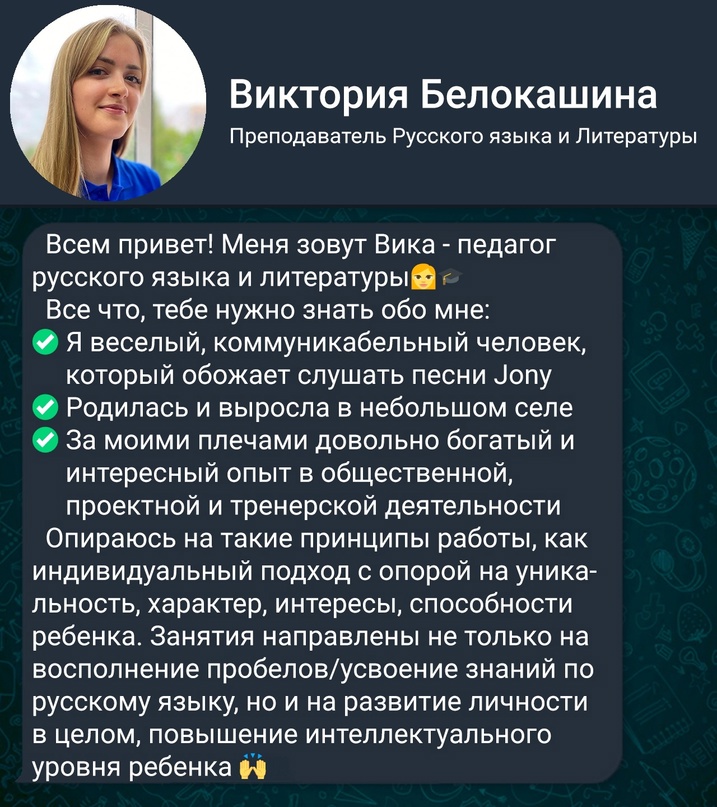 Виктория Белокашина
Преподаватель Русского языка и Литературы
Всем привет! Меня зовут Вика - педагог
русского языка и литературы👩‍🎓
Все что, тебе нужно знать обо мне:
✅ Я веселый, коммуникабельный человек,
который обожает слушать песни Jony
✅ Родилась и выросла в небольшом селе
✅ За моими плечами довольно богатый и
интересный опыт в общественной,
проектной и тренерской деятельности
Опираюсь на такие принципы работы, как
индивидуальный подход с опорой на уника-
льность, характер, интересы, способности
ребенка. Занятия направлены не только на
восполнение пробелов/усвоение знаний по
русскому языку, но и на развитие личности
в целом, повышение интеллектуального
уровня ребенка 🙌